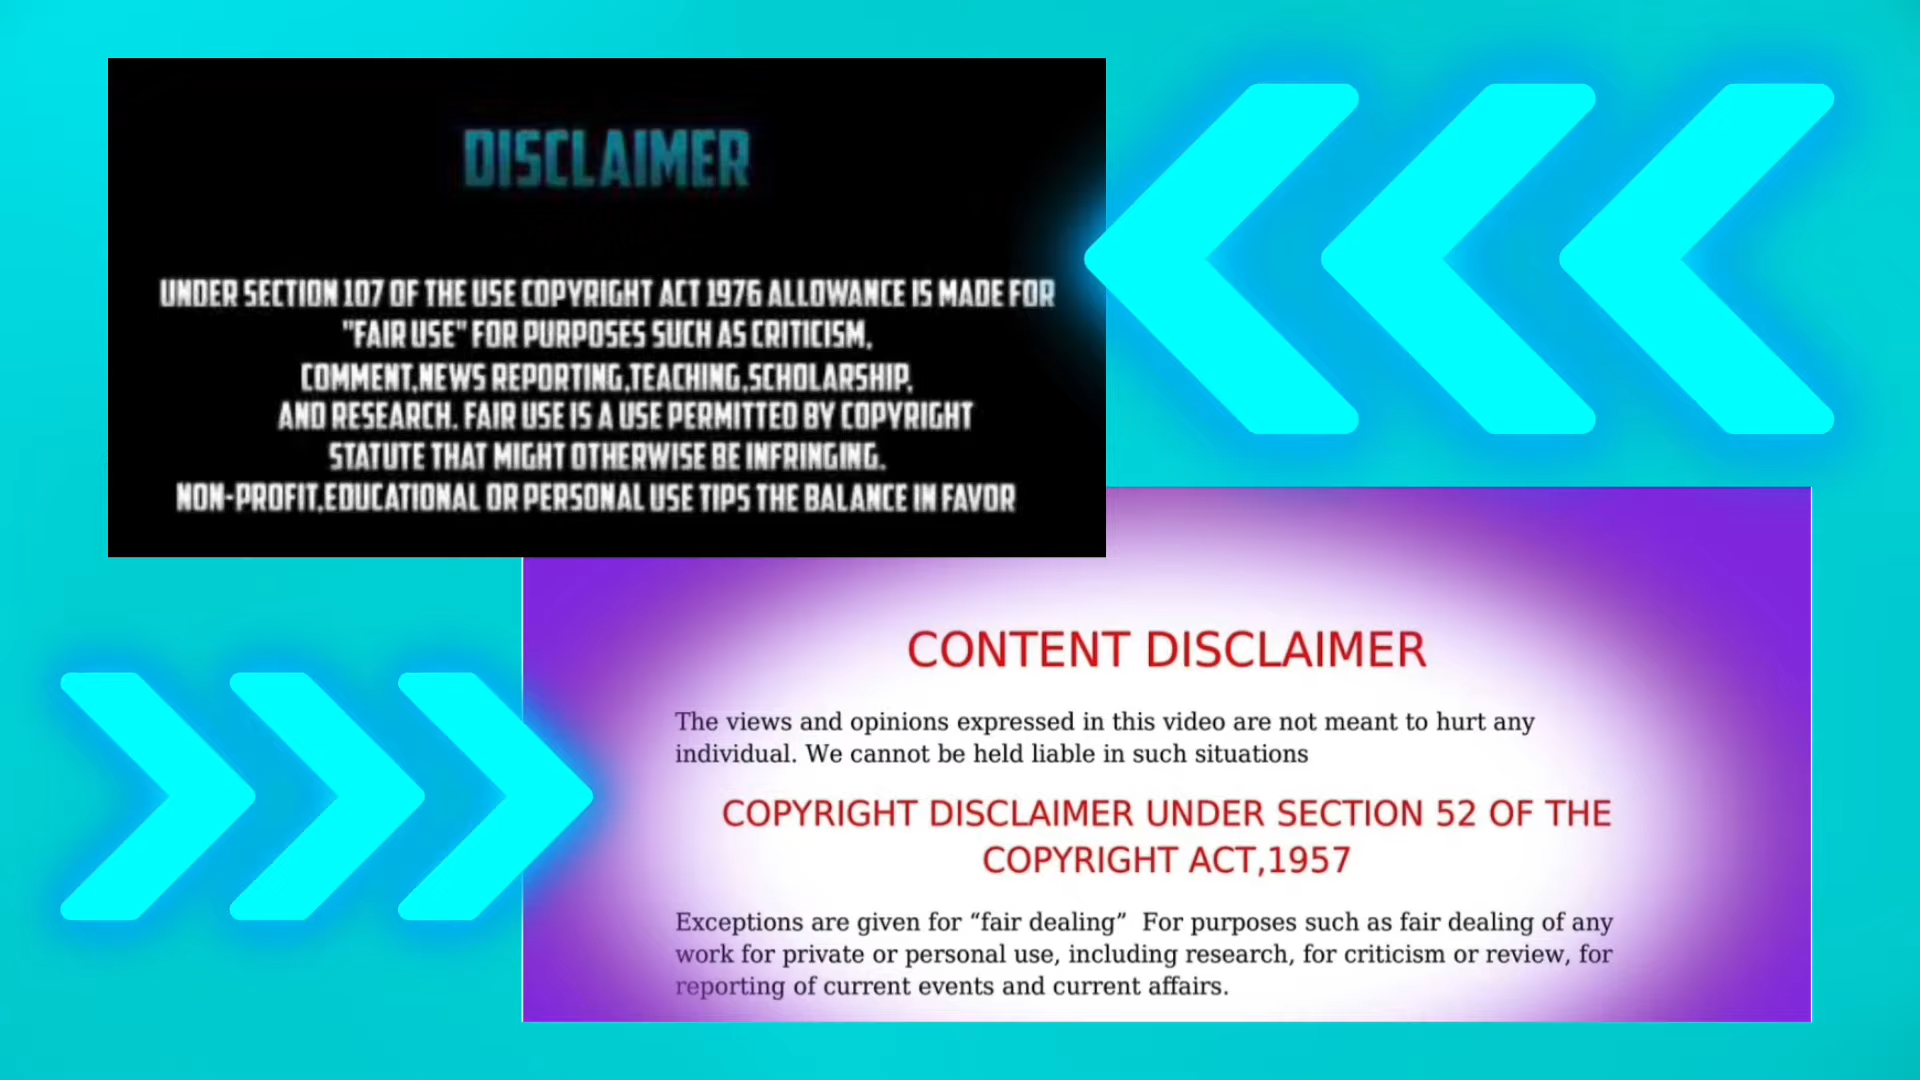 DISCLAIMER
UNDER SECTION 107 OF THE USE COPYRIGHT ACT 1976 ALLOWANCE IS MADE FOR
"FAIR USE" FOR PURPOSES SUCH AS CRITICISM,
COMMENT,NEWS REPORTING,TEACHING,SCHOLARSHIP,
AND RESEARCH. FAIR USE IS A USE PERMITTED BY COPYRIGHT
STATUTE THAT MIGHT OTHERWISE BE INFRINGING.
NON-PROFIT,EDUCATIONAL OR PERSONAL USE TIPS THE BALANCE IN FAVOR
CONTENT DISCLAIMER
The views and opinions expressed in this video are not meant to hurt any
individual. We cannot be held liable in such situations
COPYRIGHT DISCLAIMER UNDER SECTION 52 OF THE
COPYRIGHT ACT,1957
Exceptions are given for “fair dealing”  For purposes such as fair dealing of any
work for private or personal use, including research, for criticism or review, for
reporting of current events and current affairs.